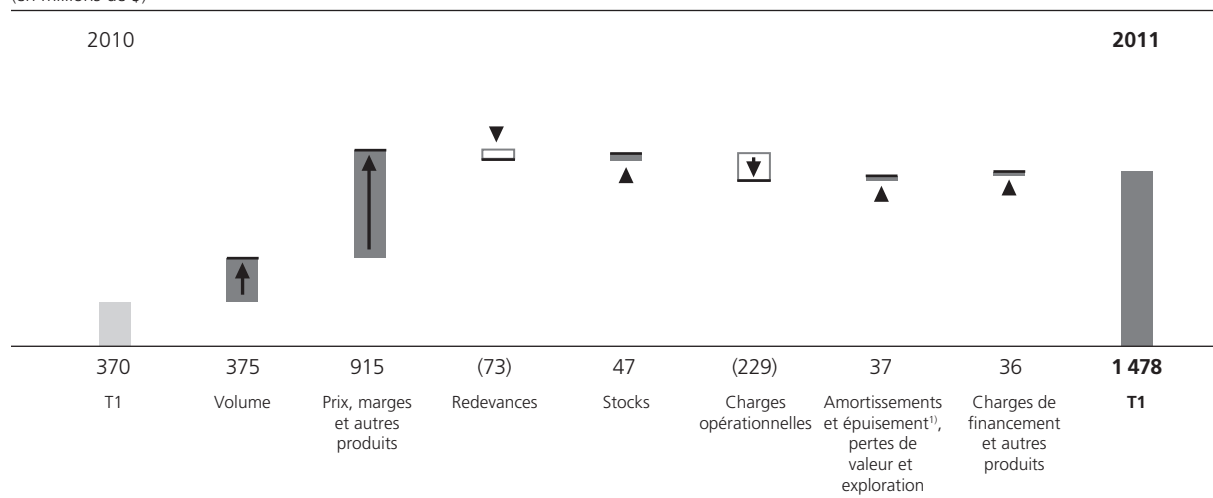 (en millions de $)
2010 2011
370 375 915 (73) 47 (229) 37 36 1 478
T1 Volume Prix, marges Redevances Stocks Charges Amortissements Charges de T1
et autres opérationnelles et épuisement1), financement
produits pertes de et autres
valeur et produits
exploration